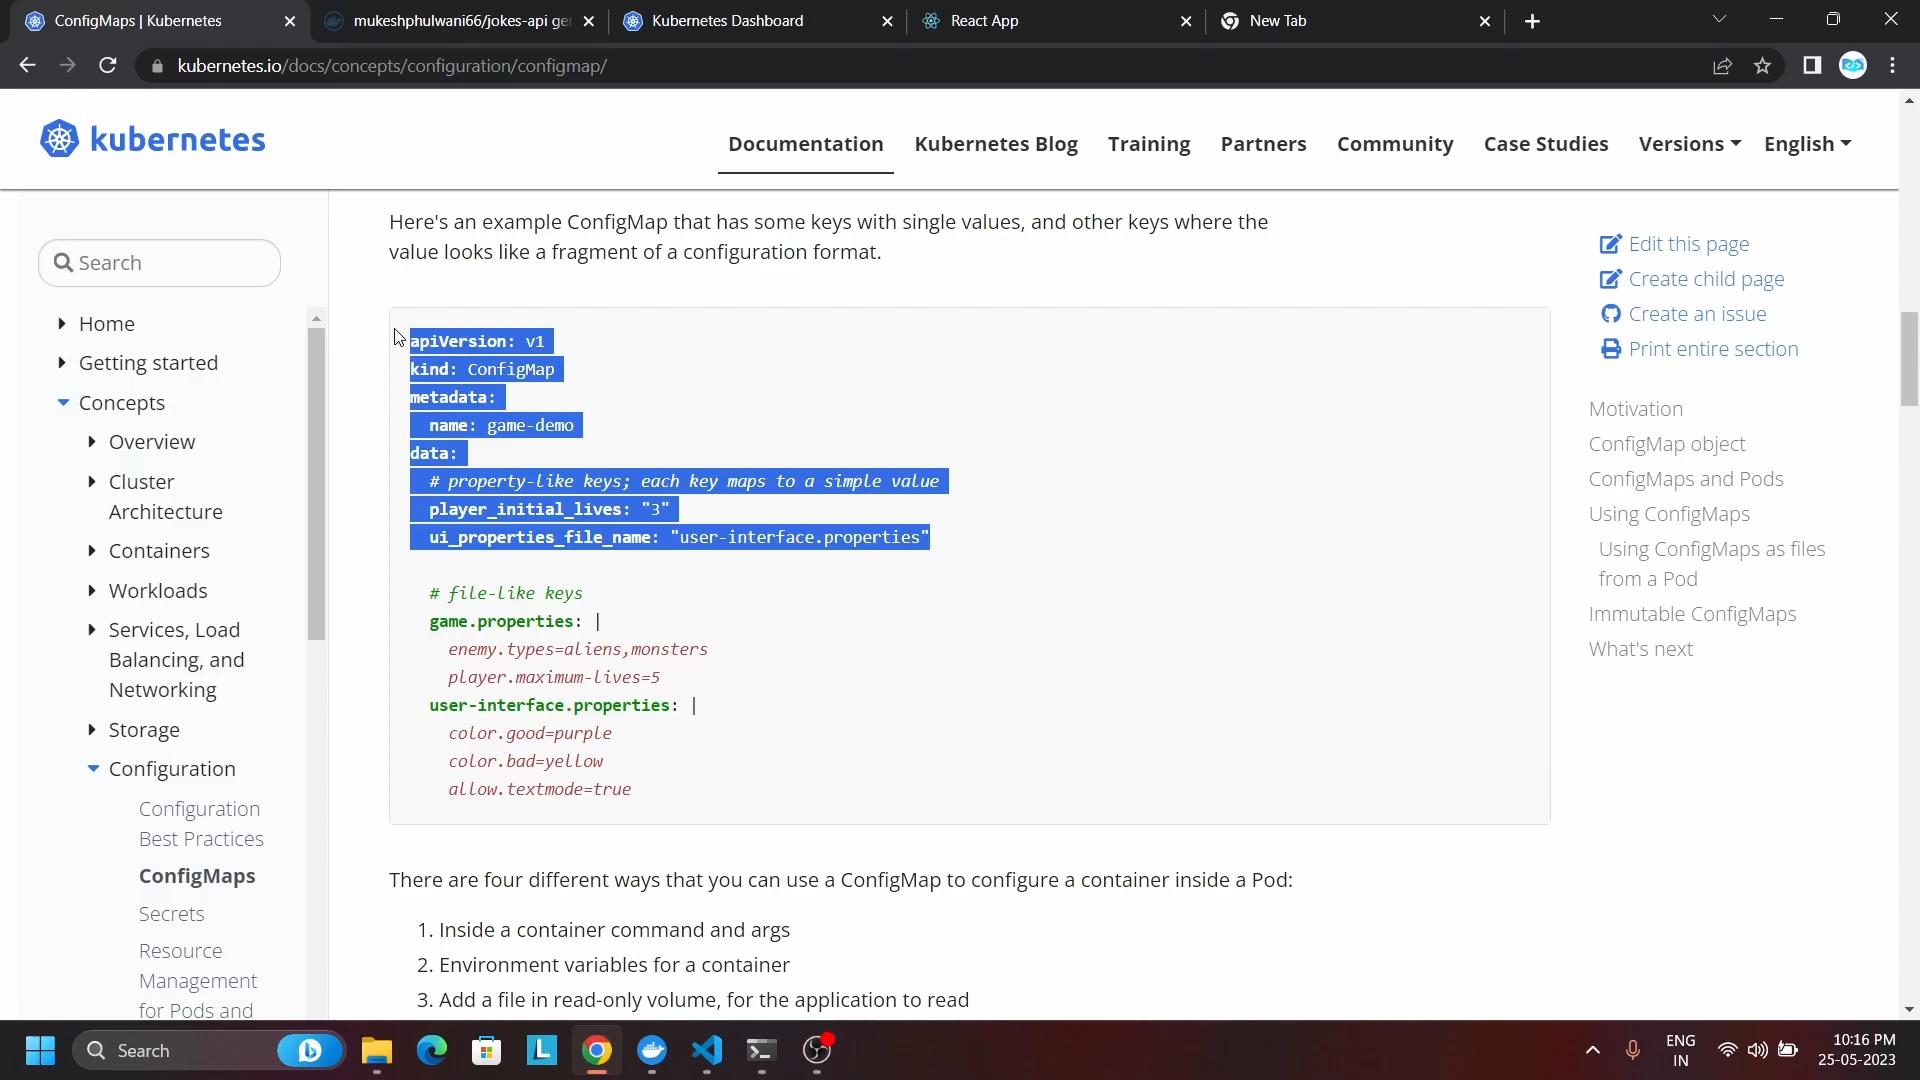 ConfigMaps | Kubernetes
mukeshphulwani66/jokes-api gen
Kubernetes Dashboard
React App
New Tab
kubernetes.io/docs/concepts/configuration/configmap/
kubernetes
Documentation
Kubernetes Blog
Training
Partners
Community
Case Studies
Versions
English
Search
Home
Getting started
Concepts
Overview
Cluster
Architecture
Containers
Workloads
Services, Load
Balancing, and
Networking
Storage
Configuration
Configuration
Best Practices
ConfigMaps
Secrets
Resource
Management
for Pods and
Here's an example ConfigMap that has some keys with single values, and other keys where the
value looks like a fragment of a configuration format.
apiVersion: v1
kind: ConfigMap
metadata:
name: game-demo
data:
# property-like keys; each key maps to a simple value
player_initial_lives: "3"
ui_properties_file_name: "user-interface.properties"
# file-like keys
game.properties: |
enemy.types=aliens,monsters
player.maximum-lives=5
user-interface.properties: |
color.good=purple
color.bad=yellow
allow.textmode=true
There are four different ways that you can use a ConfigMap to configure a container inside a Pod:
1. Inside a container command and args
2. Environment variables for a container
3. Add a file in read-only volume, for the application to read
Edit this page
Create child page
Create an issue
Print entire section
Motivation
ConfigMap object
ConfigMaps and Pods
Using ConfigMaps
Using ConfigMaps as files
from a Pod
Immutable ConfigMaps
What's next
Search
L
ENG
IN
10:16 PM
25-05-2023